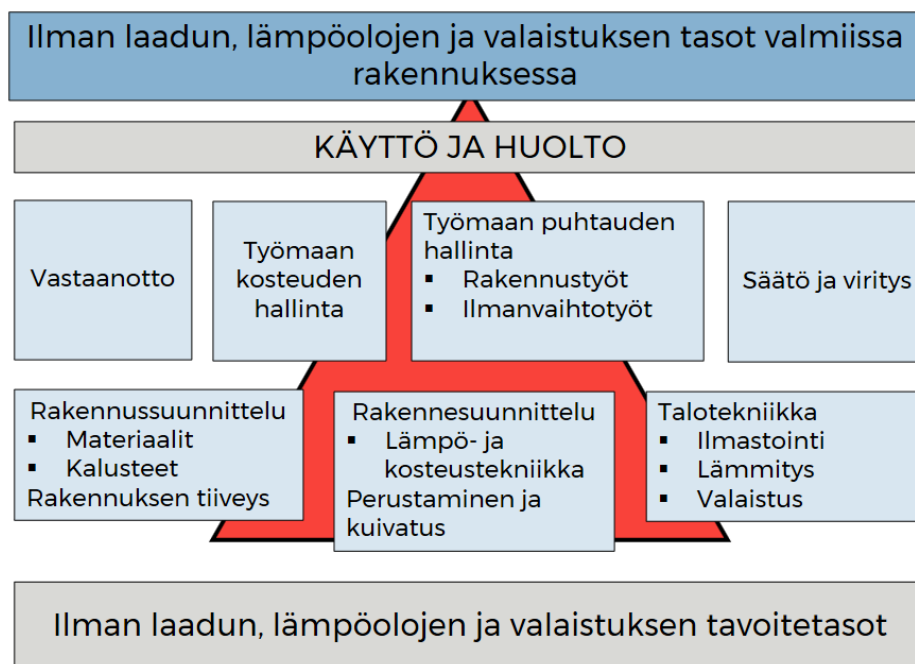 Ilman laadun, lämpöolojen ja valaistuksen tasot valmiissa
rakennuksessa
KÄYTTÖ JA HUOLTO
Vastaanotto
Työmaan
kosteuden
hallinta
Työmaan puhtauden
hallinta
▪ Rakennustyöt
▪ Ilmanvaihtotyöt
Säätö ja viritys
Rakennussuunnittelu
▪ Materiaalit
▪ Kalusteet
Rakennuksen tiiveys
Rakennesuunnittelu
▪ Lämpö- ja
kosteustekniikka
Perustaminen ja
kuivatus
Talotekniikka
▪ Ilmastointi
▪ Lämmitys
▪ Valaistus
Ilman laadun, lämpöolojen ja valaistuksen tavoitetasot